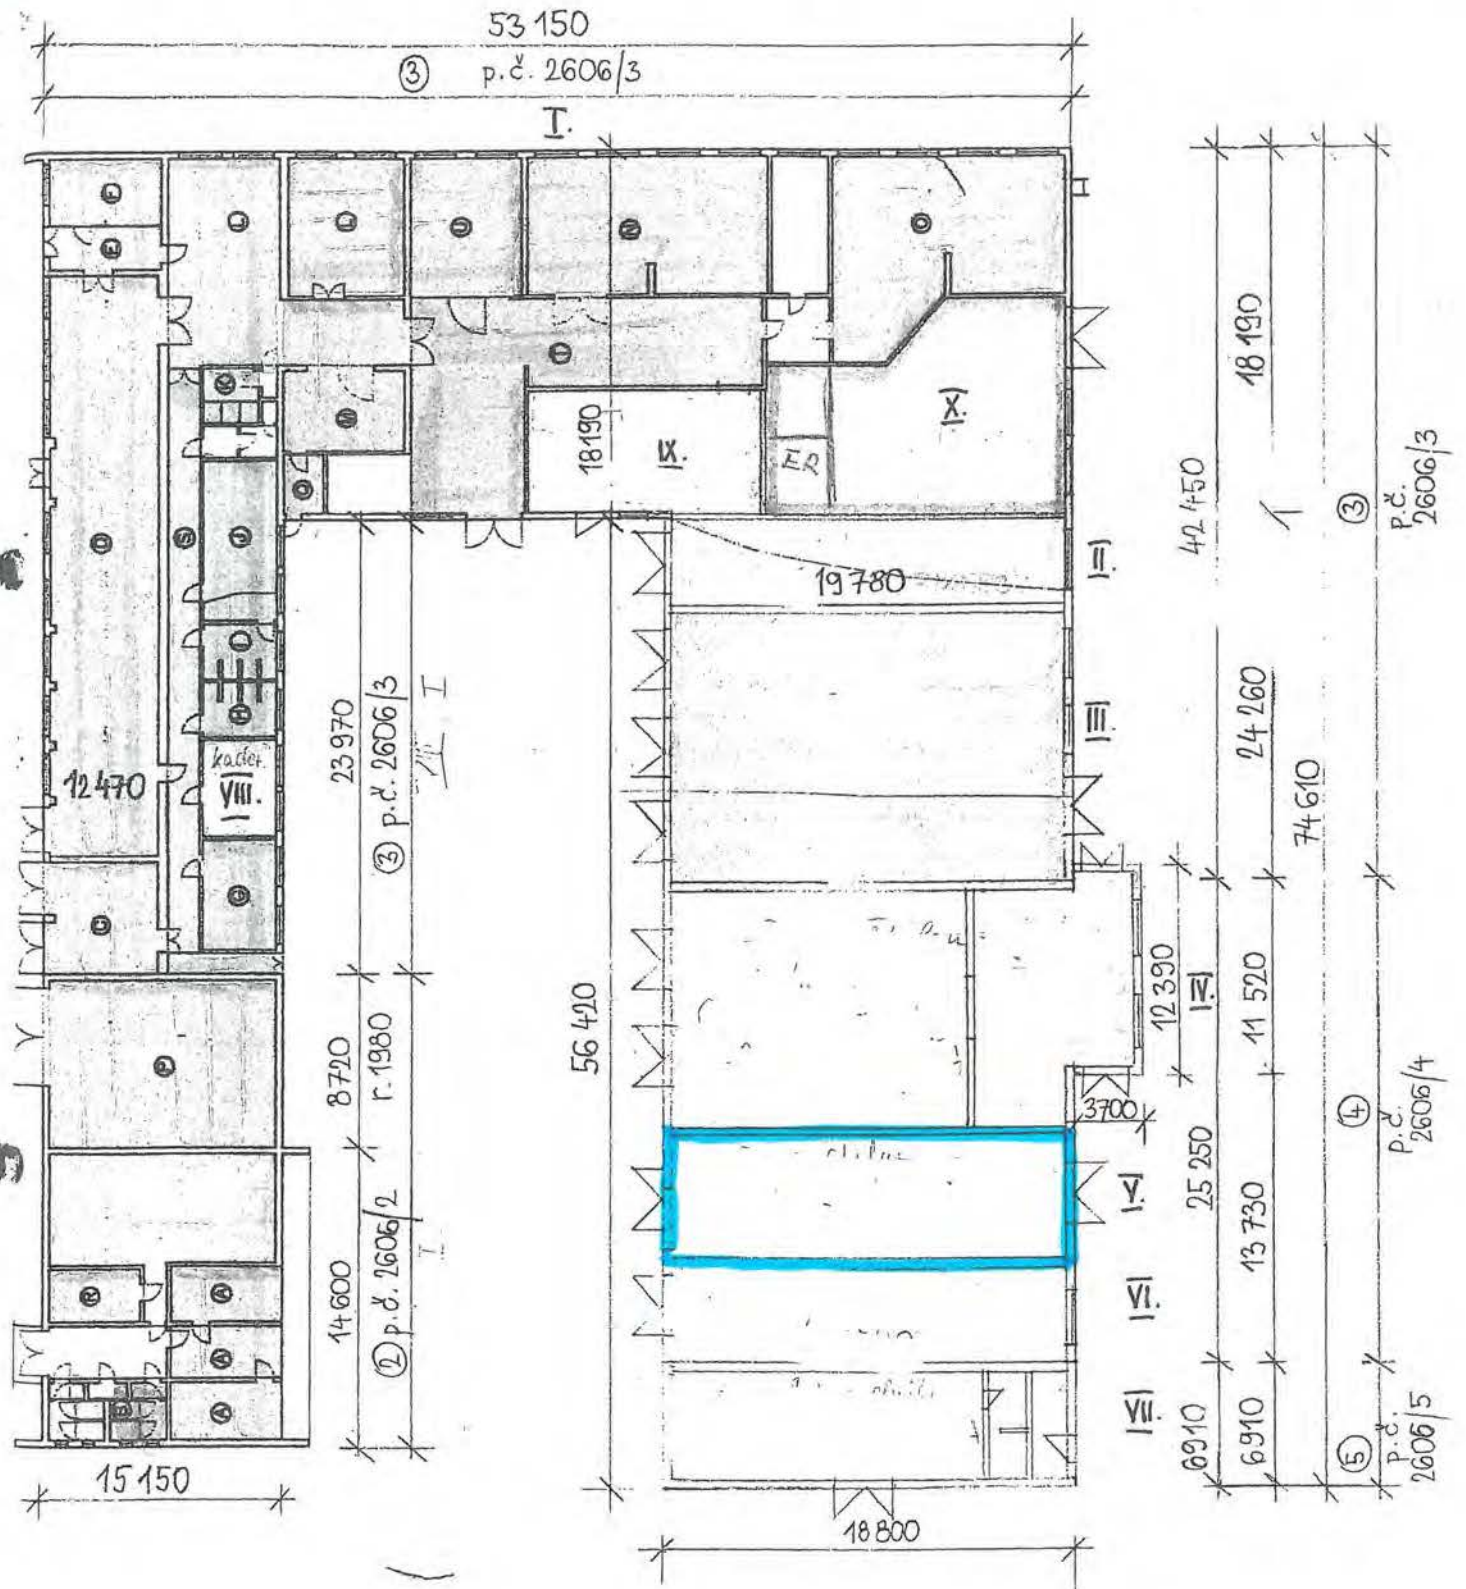 53 150
③ p.č. 2606/3
I.
F
E
L
L
U
N
O
T
K
M
Q
18190
IX.
X.
D
S
J
I
H
kadeř.
VIII.
12 470
G
C
P
R
A
A
A
B
15 150
23 970
③ p.č. 2606/3
I
8720
r. 1980
14 600
② p.č. 2606/2
I
56 420
19 780
II.
III.
IV.
V.
VI.
VII.
12 390
3700
18 800
42 450
25 250
6910
18 190
24 260
11 520
13 730
6910
74 610
③ p.č. 2606/3
④ p.č. 2606/4
⑤ p.č. 2606/5